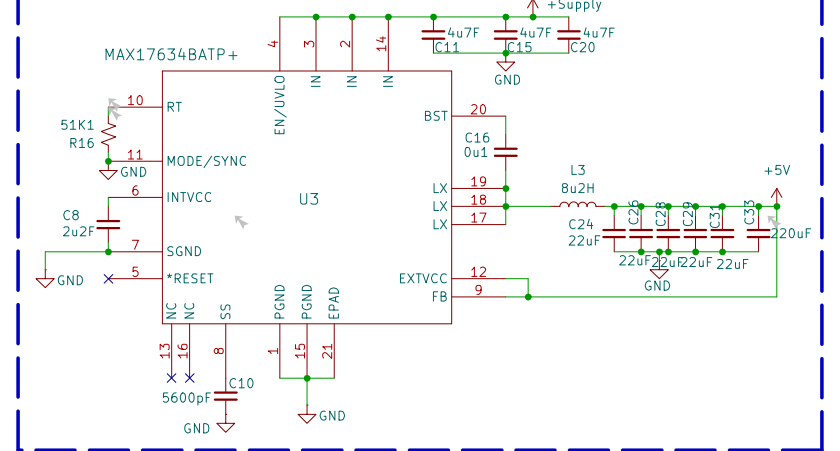 +Supply
4u7F
4u7F
4u7F
C11
C15
C20
GND
MAX17634BATP+
4
3
2
14
EN/UVLO
IN
IN
IN
10
RT
51K1
R16
11
MODE/SYNC
GND
6
INTVCC
C8
2u2F
7
SGND
GND
5
*RESET
U3
BST
20
C16
0u1
LX
19
LX
18
LX
17
L3
8u2H
+5V
C24
22uF
C26
22uF
C28
22uF
C29
22uF
C31
22uF
C33
220uF
GND
EXTVCC
12
FB
9
NC
NC
SS
PGND
PGND
EPAD
13
16
8
1
15
21
C10
5600pF
GND
GND